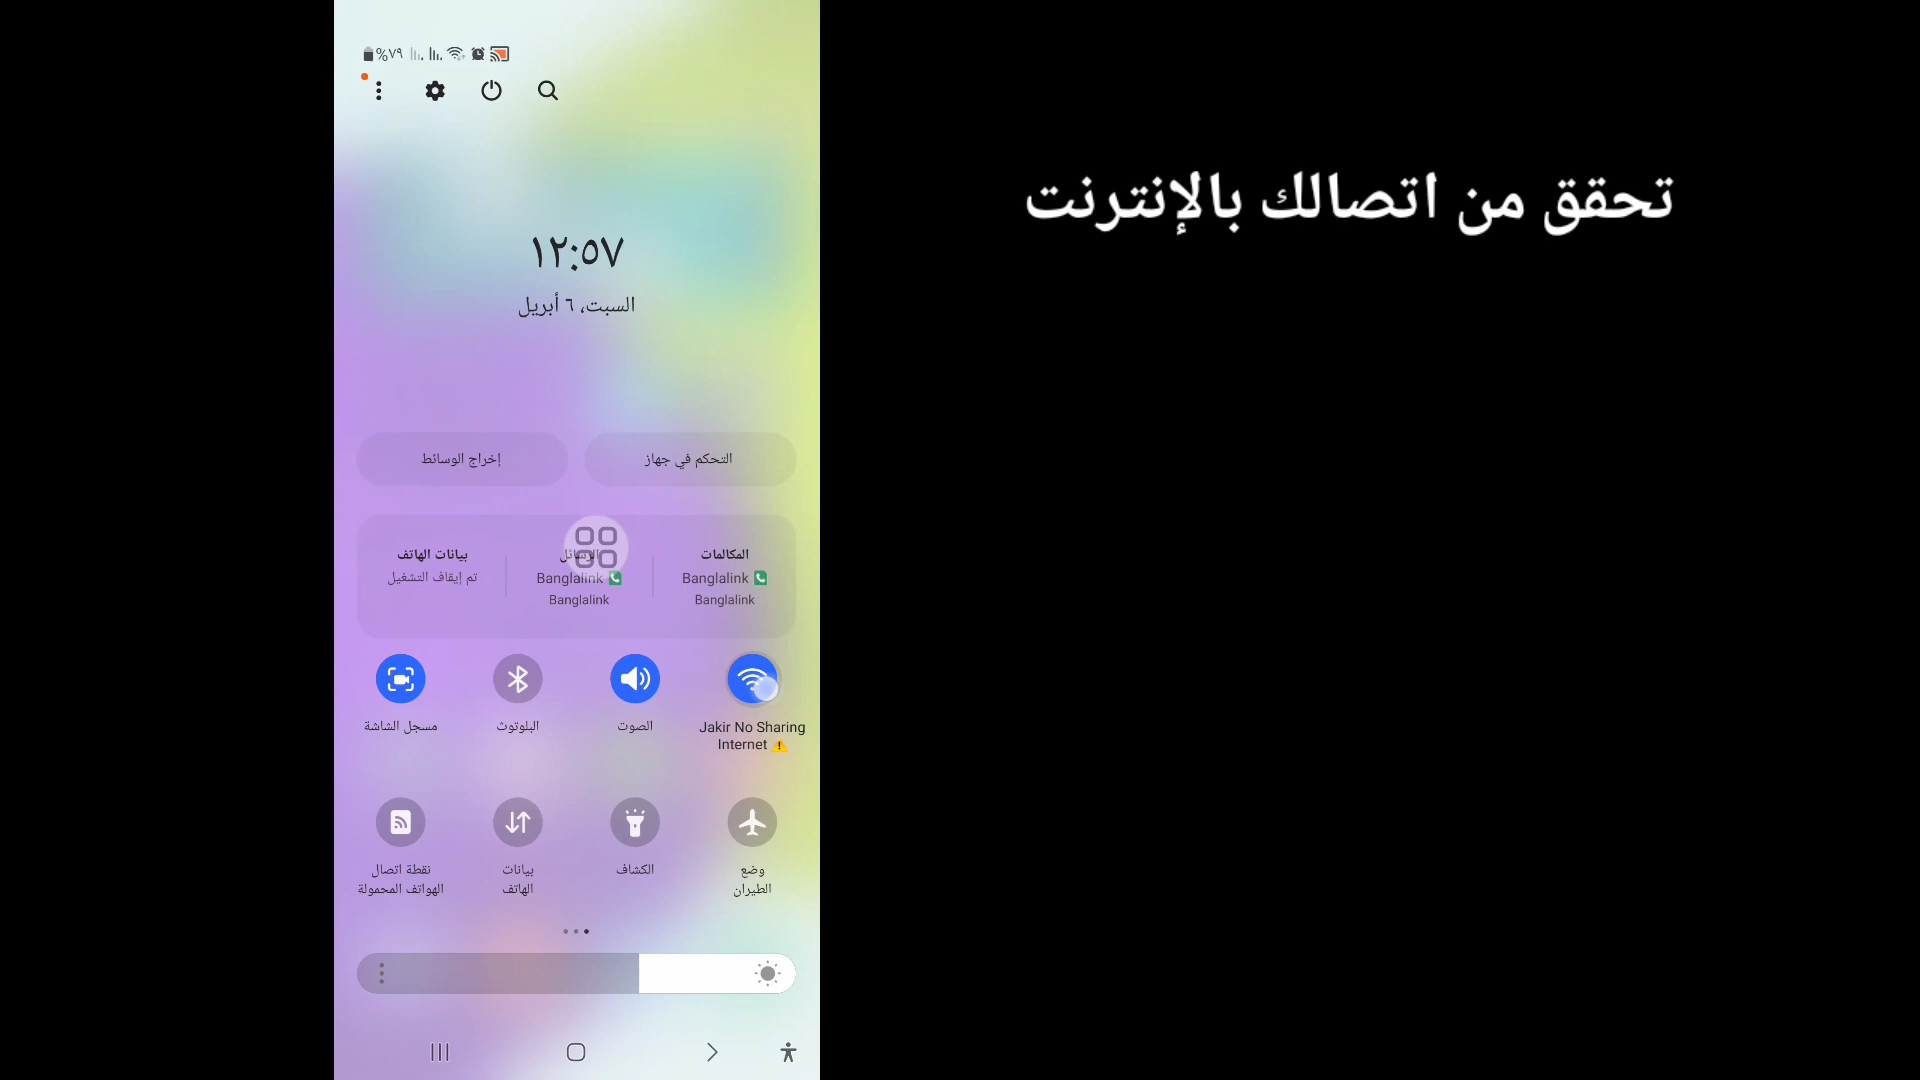 %٧٩
تحقق من اتصالك بالإنترنت
١٢:٥٧
السبت، ٦ أبريل
التحكم في جهاز
إخراج الوسائط
المكالمات
Banglalink
Banglalink
الرسائل
Banglalink
Banglalink
بيانات الهاتف
تم إيقاف التشغيل
Jakir No Sharing
Internet
الصوت
البلوتوث
مسجل الشاشة
وضع
الطيران
الكشاف
بيانات
الهاتف
نقطة اتصال
الهواتف المحمولة